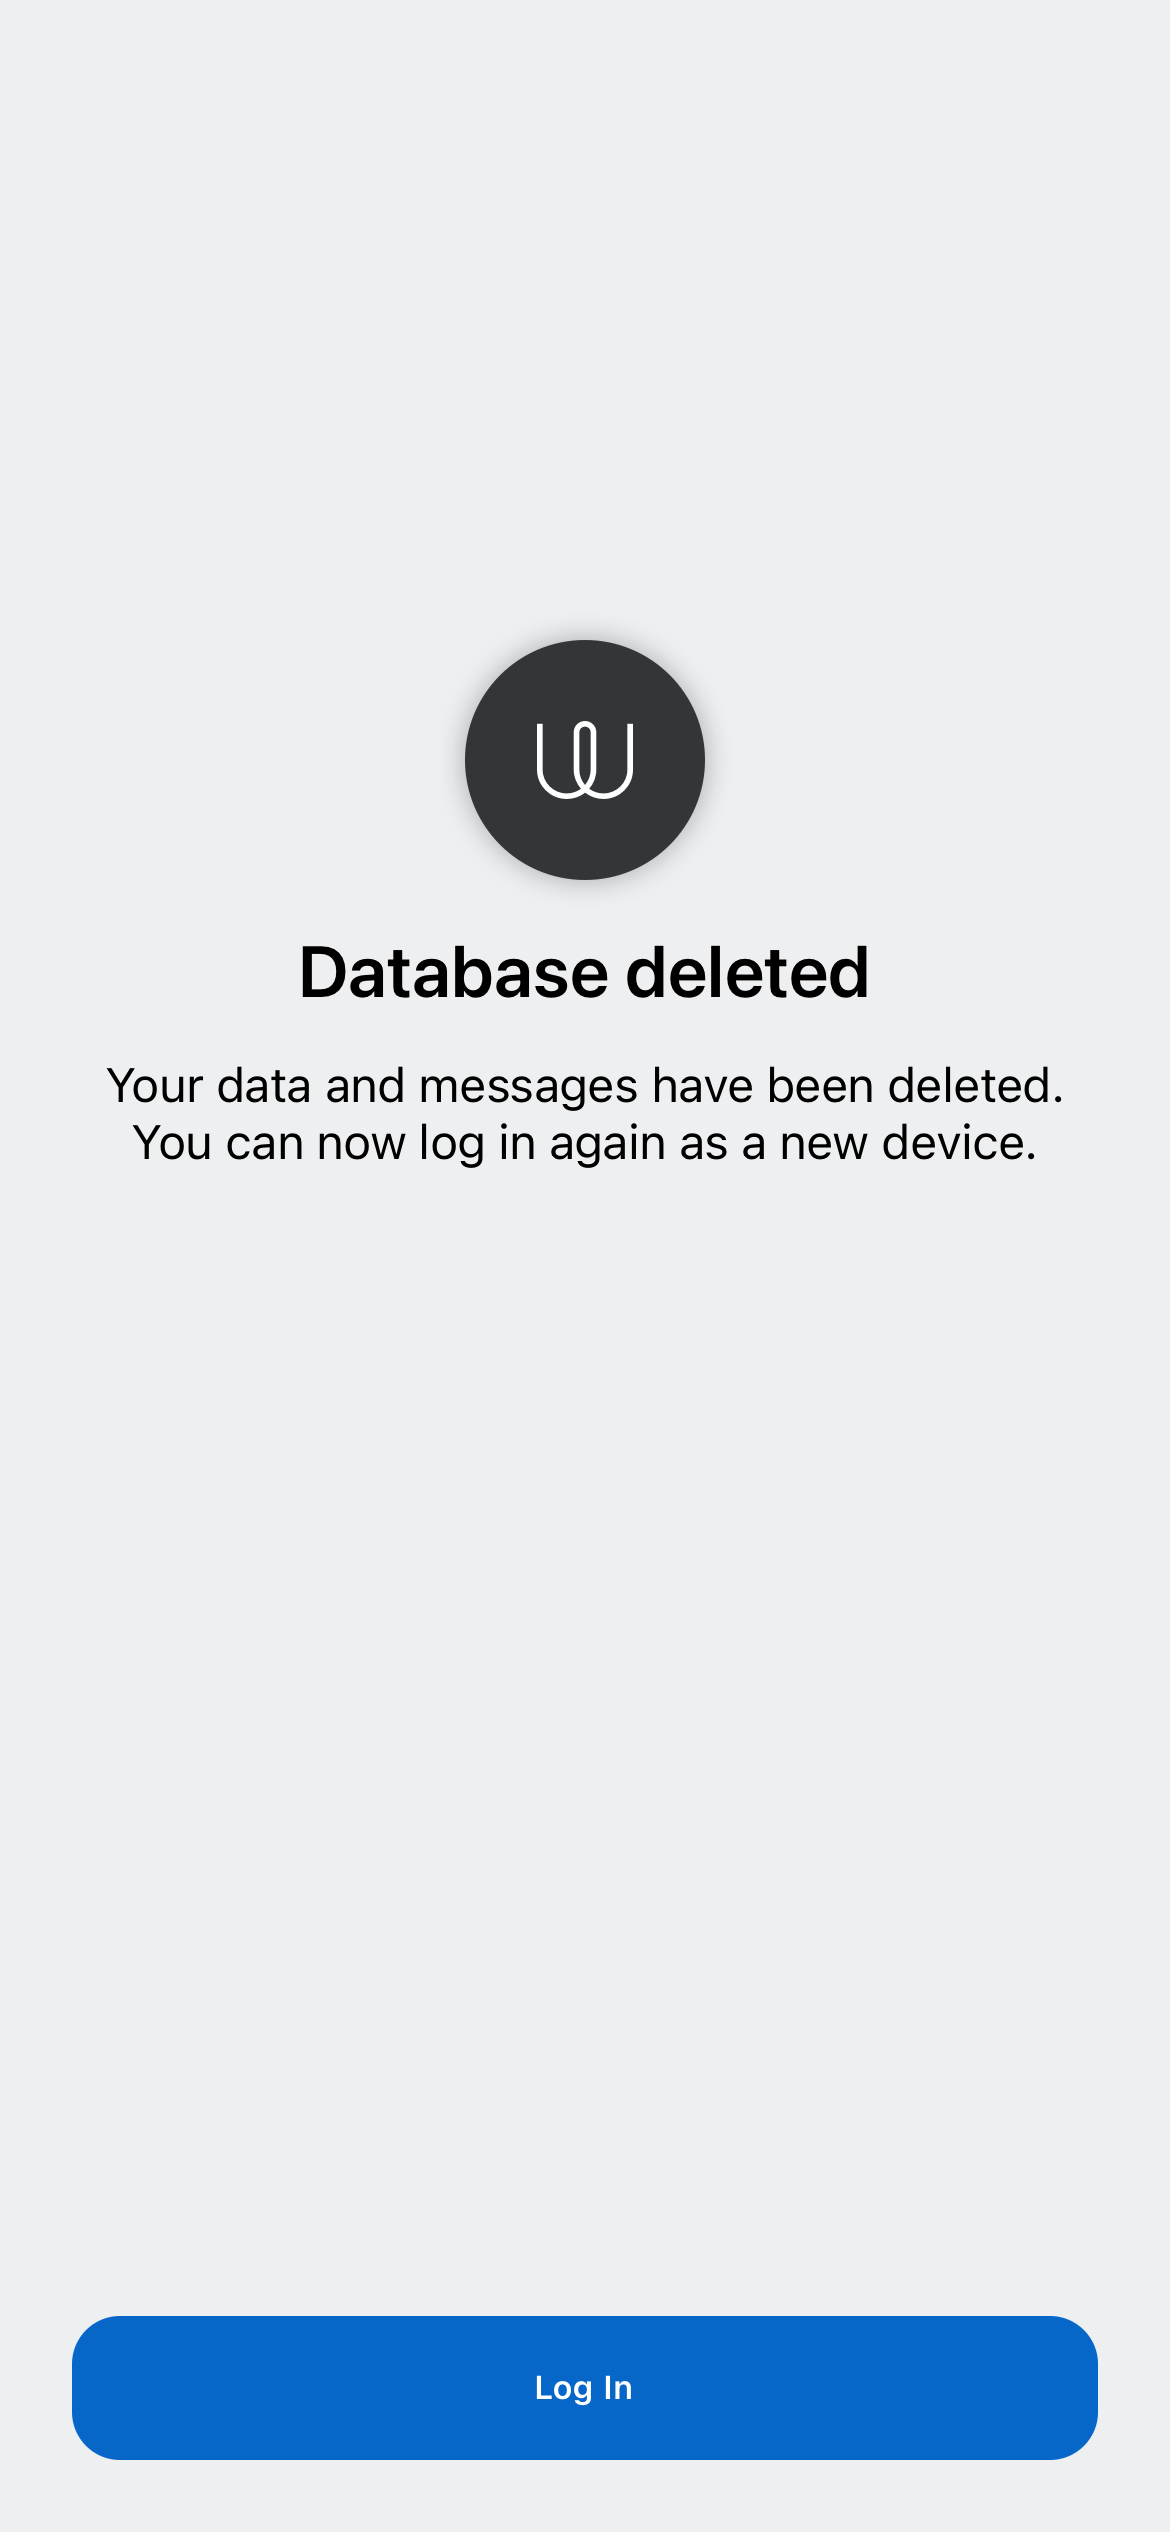 Database deleted
Your data and messages have been deleted.
You can now log in again as a new device.
Log In